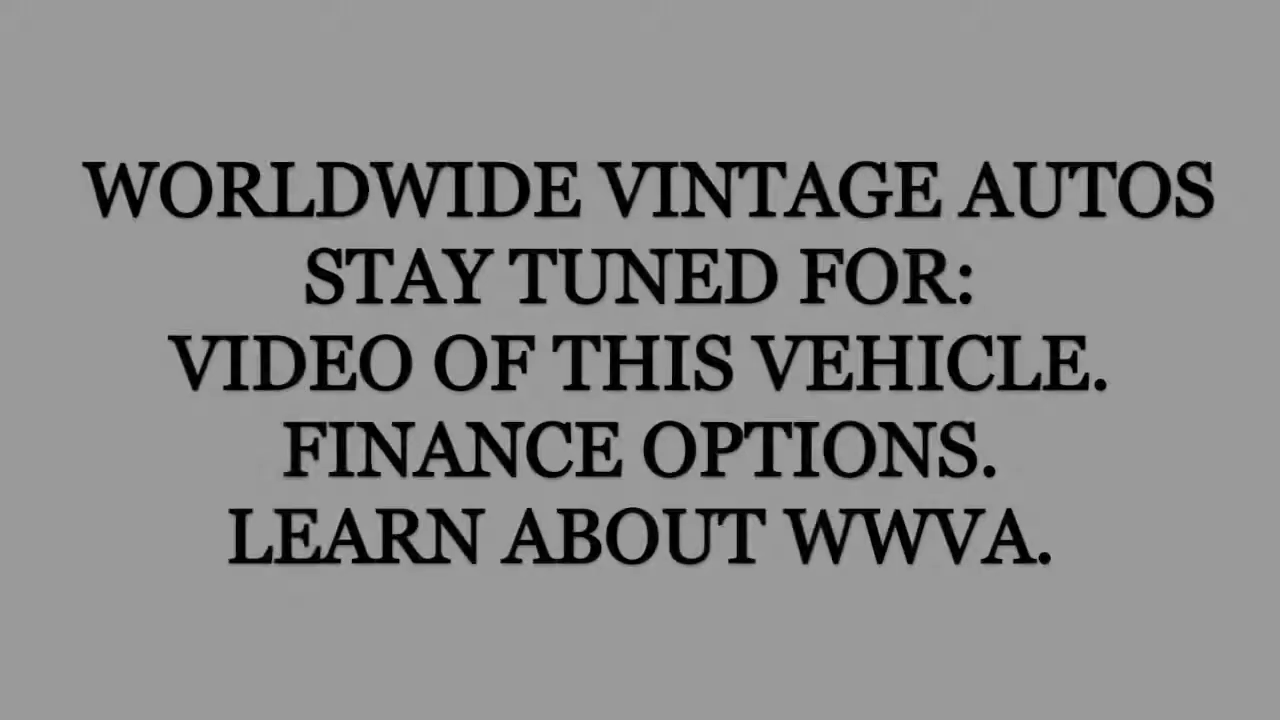 WORLDWIDE VINTAGE AUTOS
STAY TUNED FOR:
VIDEO OF THIS VEHICLE.
FINANCE OPTIONS.
LEARN ABOUT WWVA.